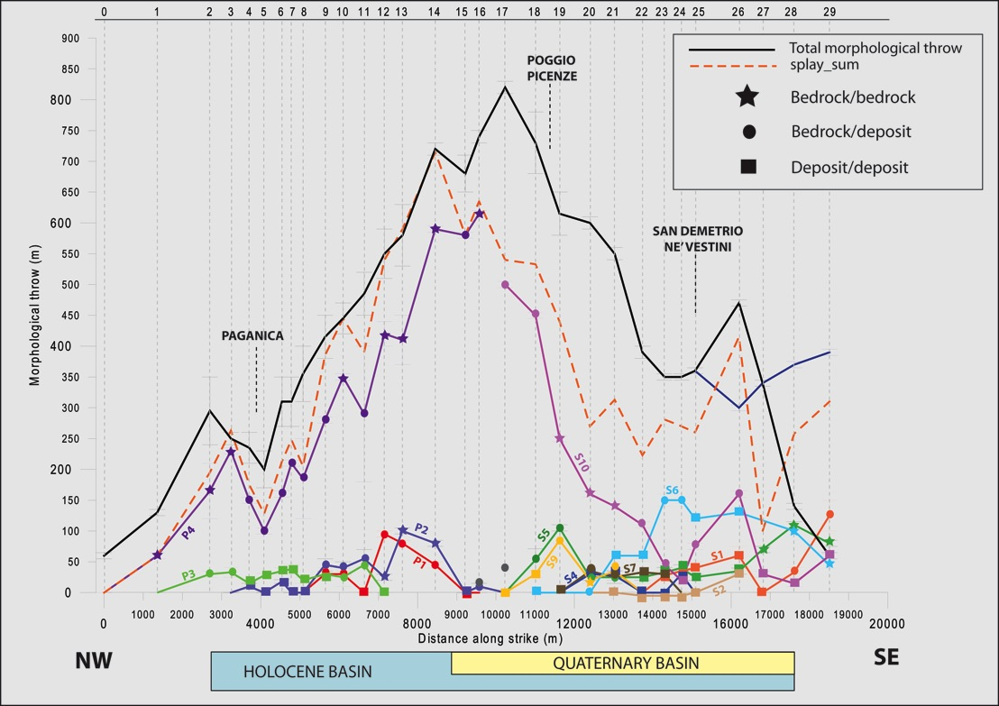 0 1 2 3 4 5 6 7 8 9 10 11 12 13 14 15 16 17 18 19 20 21 22 23 24 25 26 27 28 29
900
850
800
750
700
650
600
550
500
450
400
350
300
250
200
150
100
50
0
Morphological throw (m)
Total morphological throw
splay_sum
Bedrock/bedrock
Bedrock/deposit
Deposit/deposit
POGGIO
PICENZE
SAN DEMETRIO
NE'VESTINI
PAGANICA
P4
P3
P2
P1
S10
S5
S9
S4
S7
S6
S1
S2
0 1000 2000 3000 4000 5000 6000 7000 8000 9000 10000 11000 12000 13000 14000 15000 16000 17000 18000 19000 20000
Distance along strike (m)
NW
SE
HOLOCENE BASIN
QUATERNARY BASIN